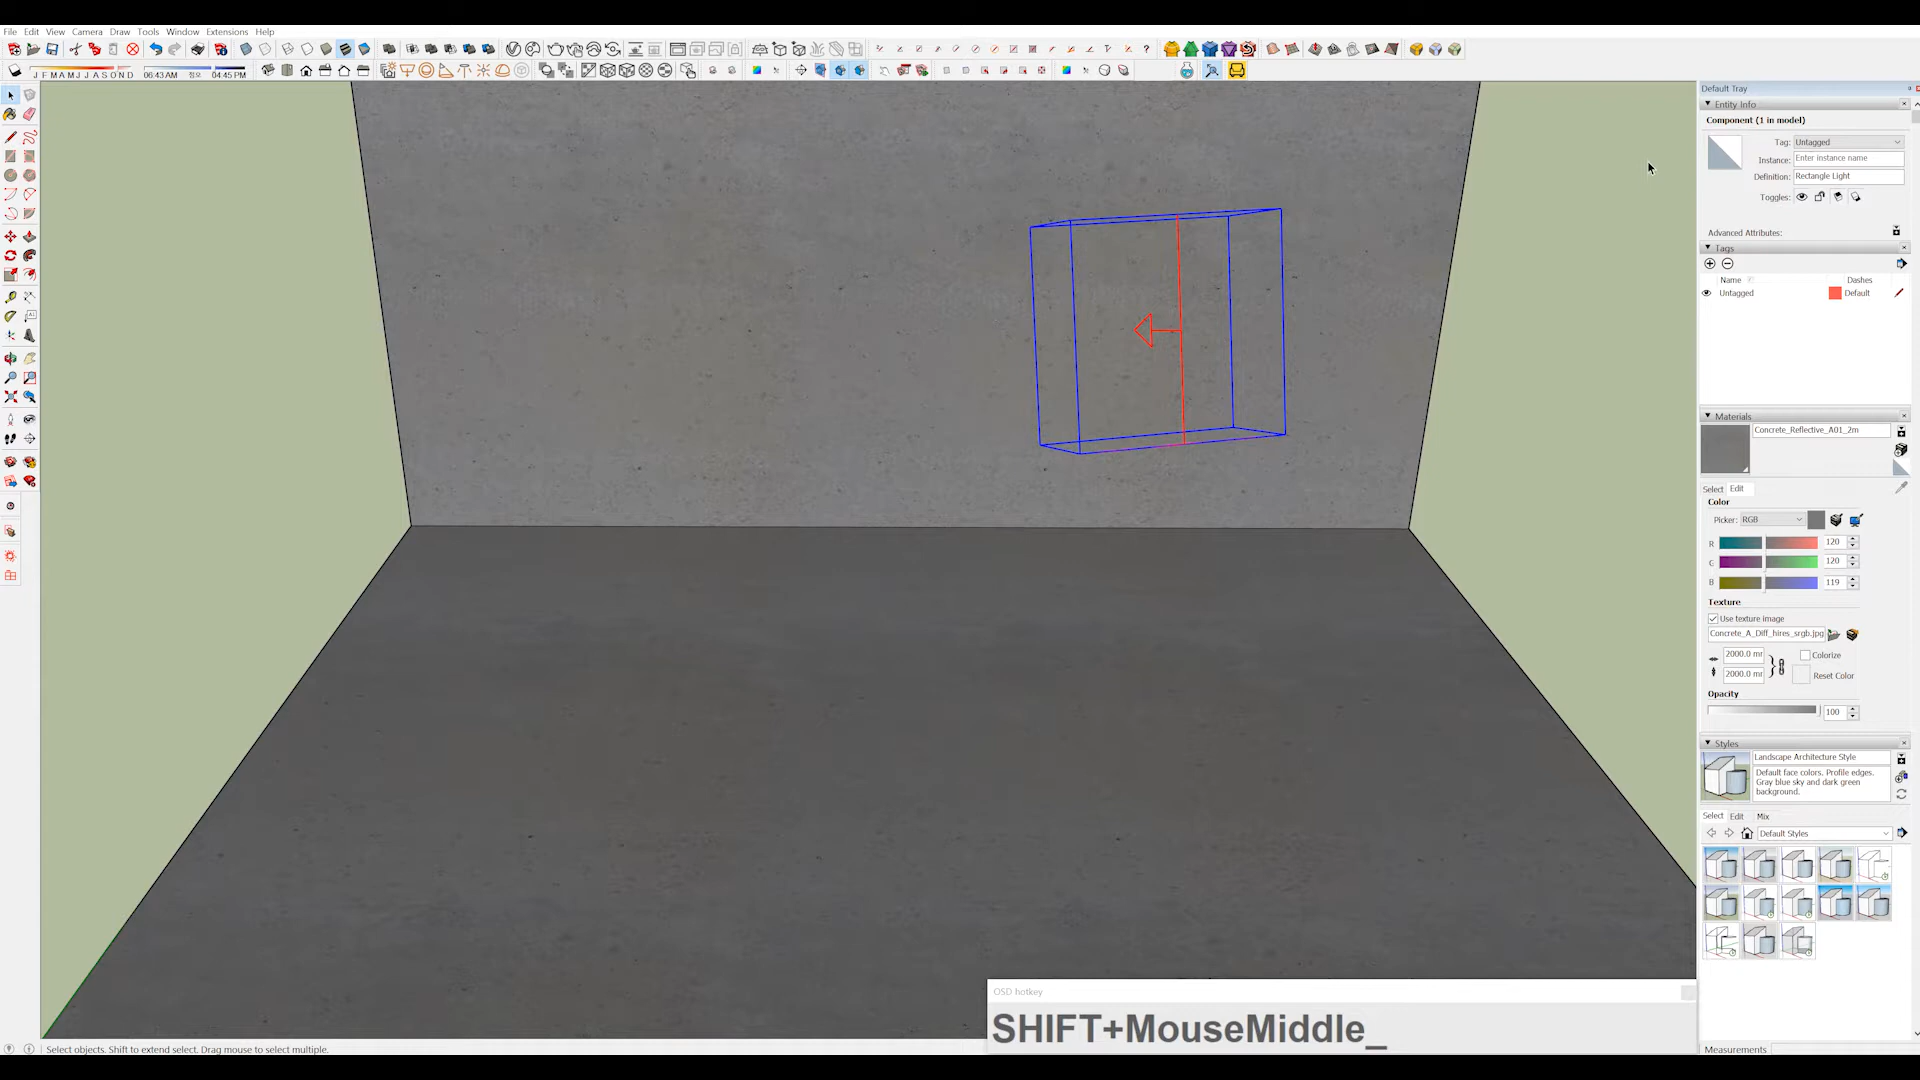 File Edit View Camera Draw Tools Window Extensions Help
J F M A M J J A S O N D 06:43 AM 정오 04:45 PM
Default Tray
Entity Info
Component (1 in model)
Tag: Untagged
Instance: Enter instance name
Definition: Rectangle Light
Toggles:
Advanced Attributes:
Tags
Name Dashes
Untagged Default
Materials
Concrete_Reflective_A01_2m
Select Edit
Color
Picker: RGB
R 120
G 120
B 119
Texture
Use texture image
Concrete_A_Diff_hires_srgb.jpg
2000.0 mr Colorize
2000.0 mr Reset Color
Opacity
100
Styles
Landscape Architecture Style
Default face colors. Profile edges.
Gray blue sky and dark green
background.
Select Edit Mix
Default Styles
OSD hotkey
SHIFT+MouseMiddle_
Select objects. Shift to extend select. Drag mouse to select multiple.
Measurements